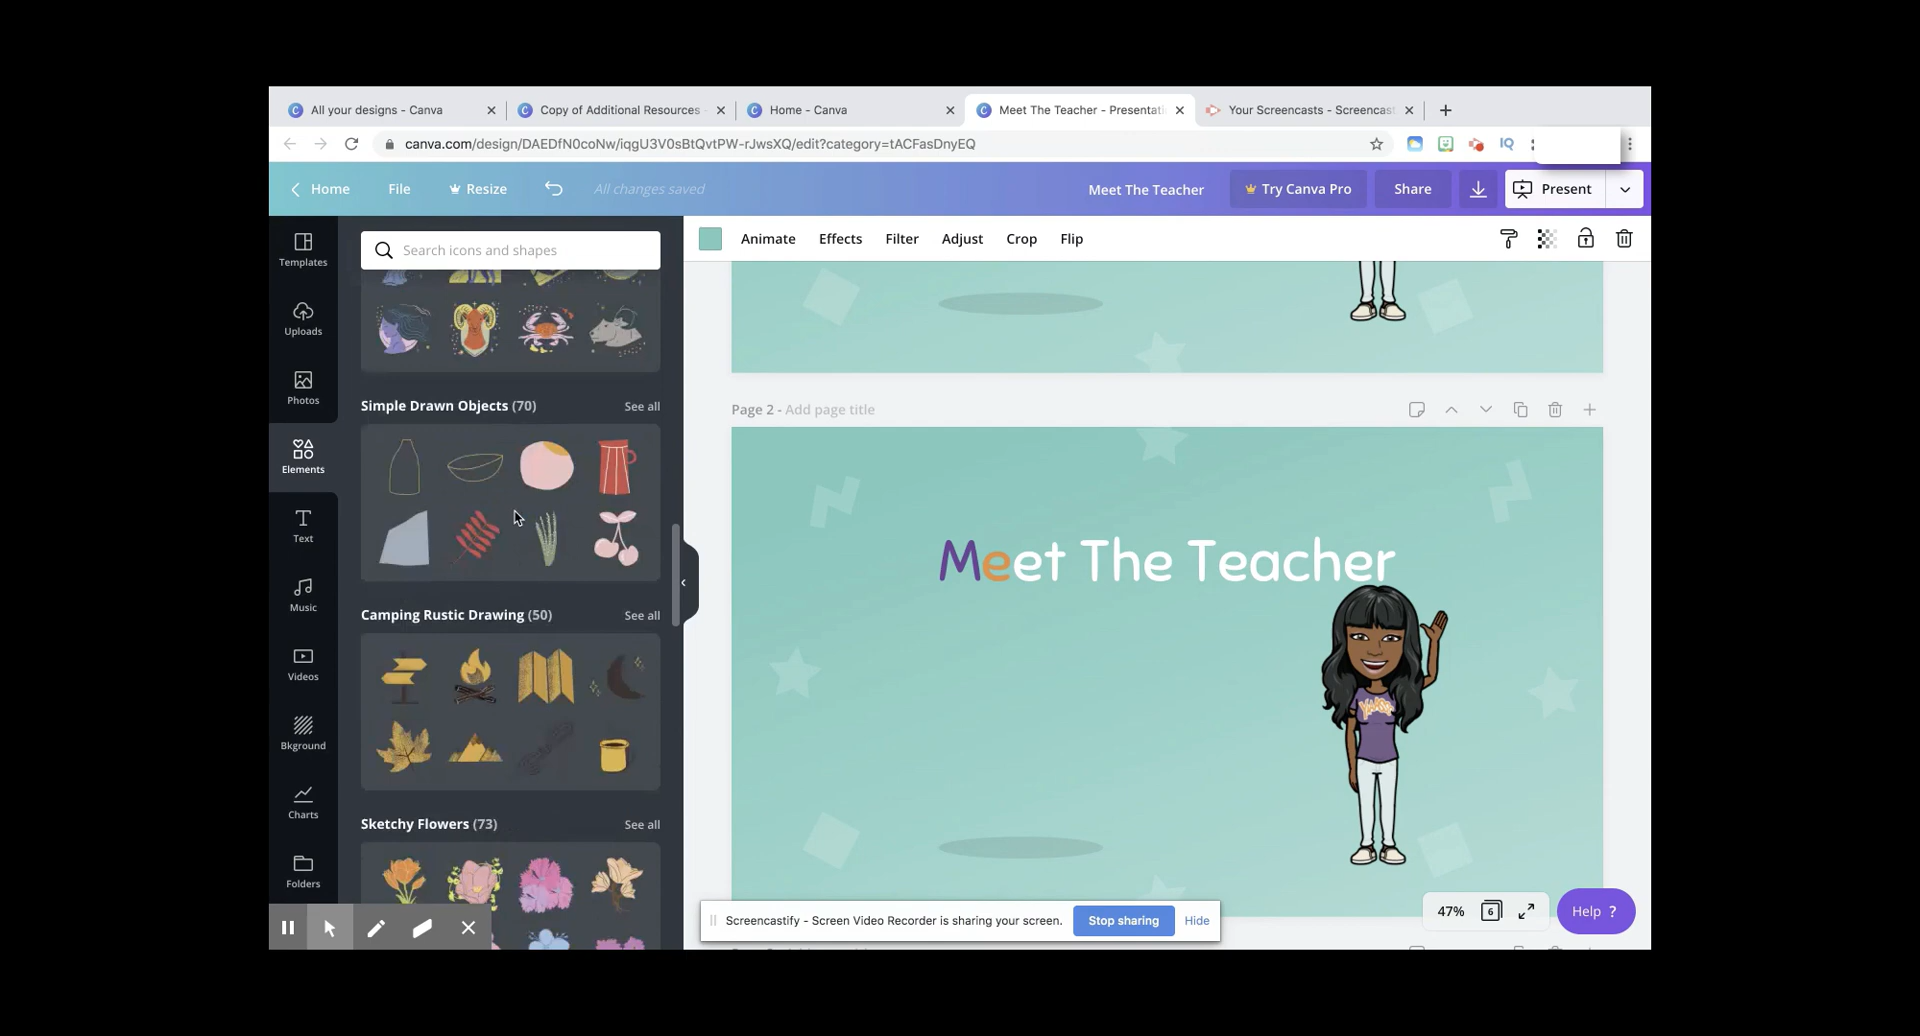 All your designs - Canva
Copy of Additional Resources -
Home - Canva
Meet The Teacher - Presentati
Your Screencasts - Screencast
canva.com/design/DAEDfN0coNw/iqgU3V0sBtQvtPW-rJwsXQ/edit?category=tACFasDnyEQ
IQ
Home
File
Resize
All changes saved
Meet The Teacher
Try Canva Pro
Share
Present
Templates
Uploads
Photos
Elements
Text
Music
Videos
Bkground
Charts
Folders
Search icons and shapes
Simple Drawn Objects (70)
See all
Camping Rustic Drawing (50)
See all
Sketchy Flowers (73)
See all
Animate
Effects
Filter
Adjust
Crop
Flip
Page 2 - Add page title
Meet The Teacher
Screencastify - Screen Video Recorder is sharing your screen.
Stop sharing
Hide
47%
6
Help ?